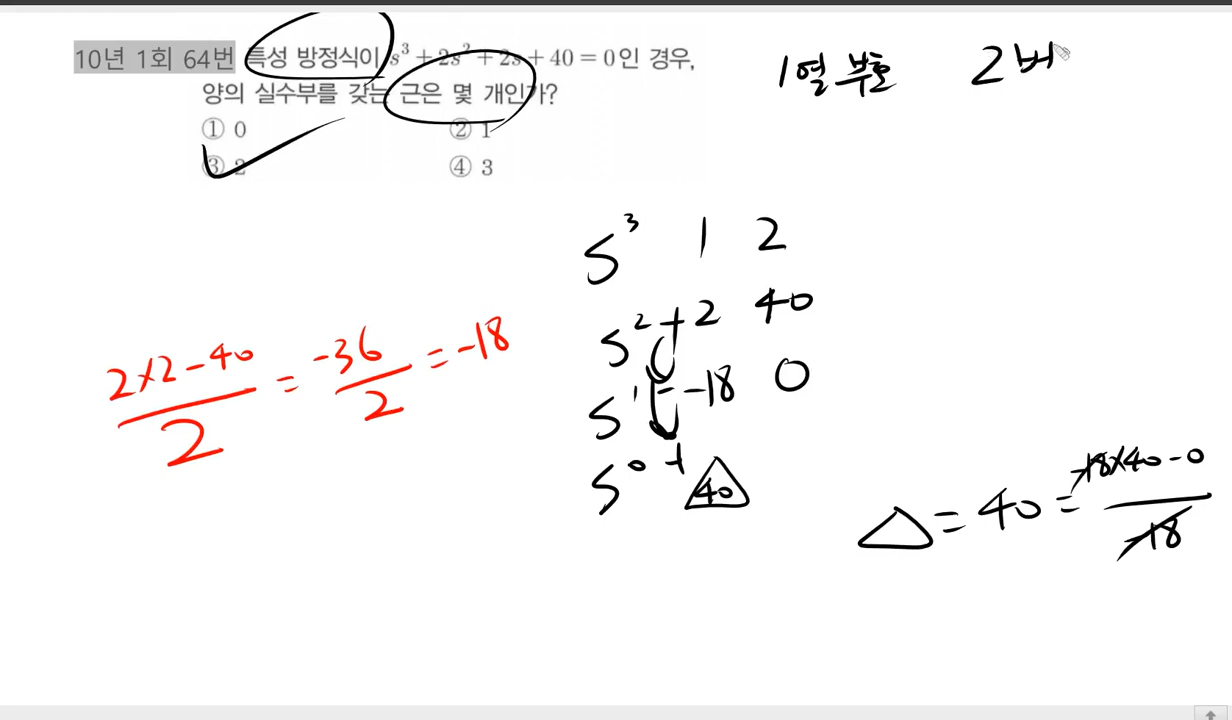 10년 1회 64번 특성 방정식이 s³ + 2s² + 2s + 40 = 0인 경우,
양의 실수부를 갖는 근은 몇 개인가?
① 0 ② 1
③ 2 ④ 3
1열 부호 2버
S³ 1 2
S² + 2 40
S¹ - -18 0
S⁰ + 40
2×2-40 / 2 = -36 / 2 = -18
△ = 40 = -18×40-0 / -18